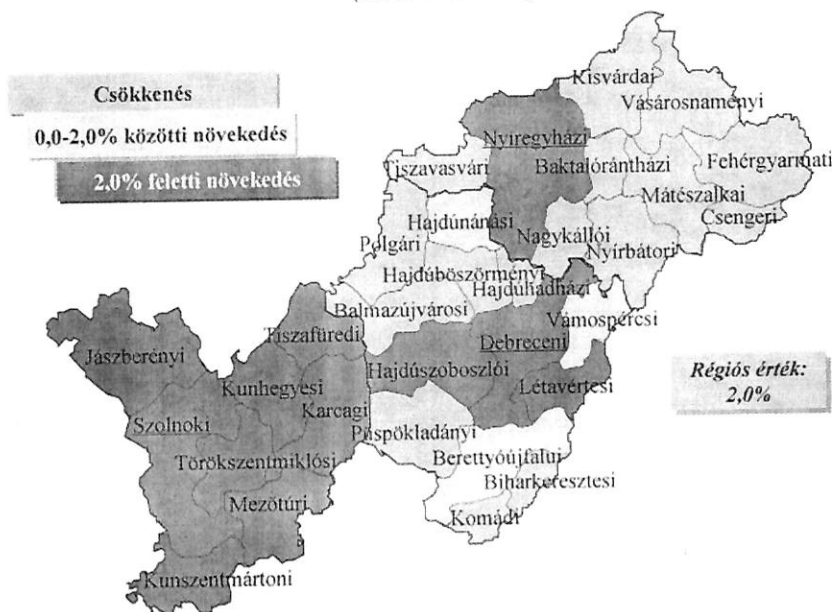 Csökkenés
0,0-2,0% közötti növekedés
2,0% feletti növekedés
Kisvárdai
Vásárosnaményi
Nyíregyházi
Tiszavasvári
Baktalórántházi
Fehérgyarmati
Mátészalkai
Csengeri
Hajdúnánási
Nagykállói
Polgári
Nyírbátori
Hajdúböszörményi
Hajdúhadházi
Balmazújvárosi
Vámospércsi
Tiszafüredi
Debreceni
Jászberényi
Hajdúszoboszlói
Régiós érték:
2,0%
Kunhegyesi
Létavértesi
Karcagi
Szolnoki
Püspökladányi
Törökszentmiklósi
Berettyóújfalui
Biharkeresztesi
Mezőtúri
Komádi
Kunszentmártoni